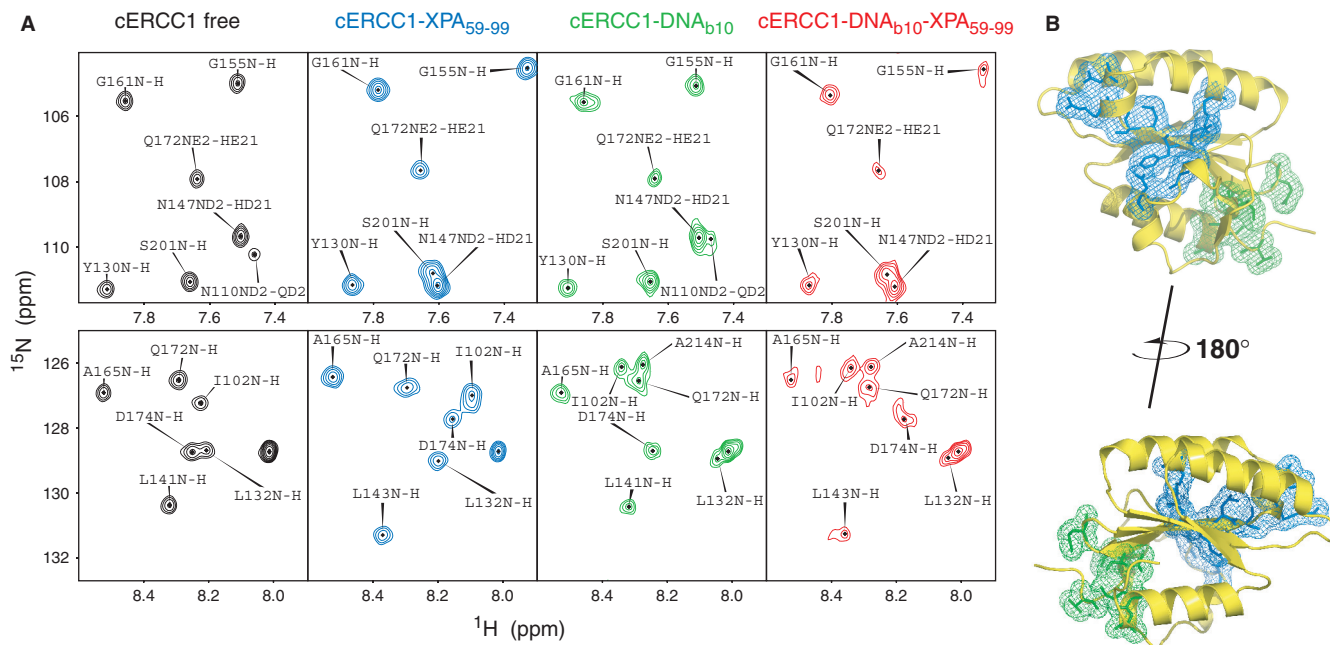 A
cERCC1 free
cERCC1-XPA59-99
cERCC1-DNAb10
cERCC1-DNAb10-XPA59-99
B
G155N-H
G161N-H
Q172NE2-HE21
N147ND2-HD21
S201N-H
Y130N-H
N110ND2-QD2
G161N-H
G155N-H
Q172NE2-HE21
S201N-H
N147ND2-HD21
Y130N-H
G155N-H
G161N-H
Q172NE2-HE21
N147ND2-HD21
S201N-H
Y130N-H
N110ND2-QD2
G161N-H
G155N-H
Q172NE2-HE21
S201N-H
N147ND2-HD21
Y130N-H
106
108
110
7.8 7.6 7.4
7.8 7.6 7.4
7.8 7.6 7.4
7.8 7.6 7.4
15N (ppm)
A165N-H
Q172N-H
I102N-H
D174N-H
L141N-H
L132N-H
A165N-H
Q172N-H
I102N-H
D174N-H
L132N-H
L143N-H
A214N-H
A165N-H
I102N-H
Q172N-H
D174N-H
L141N-H
L132N-H
A165N-H
A214N-H
I102N-H
Q172N-H
D174N-H
L143N-H
L132N-H
126
128
130
132
8.4 8.2 8.0
8.4 8.2 8.0
8.4 8.2 8.0
8.4 8.2 8.0
1H (ppm)
180°